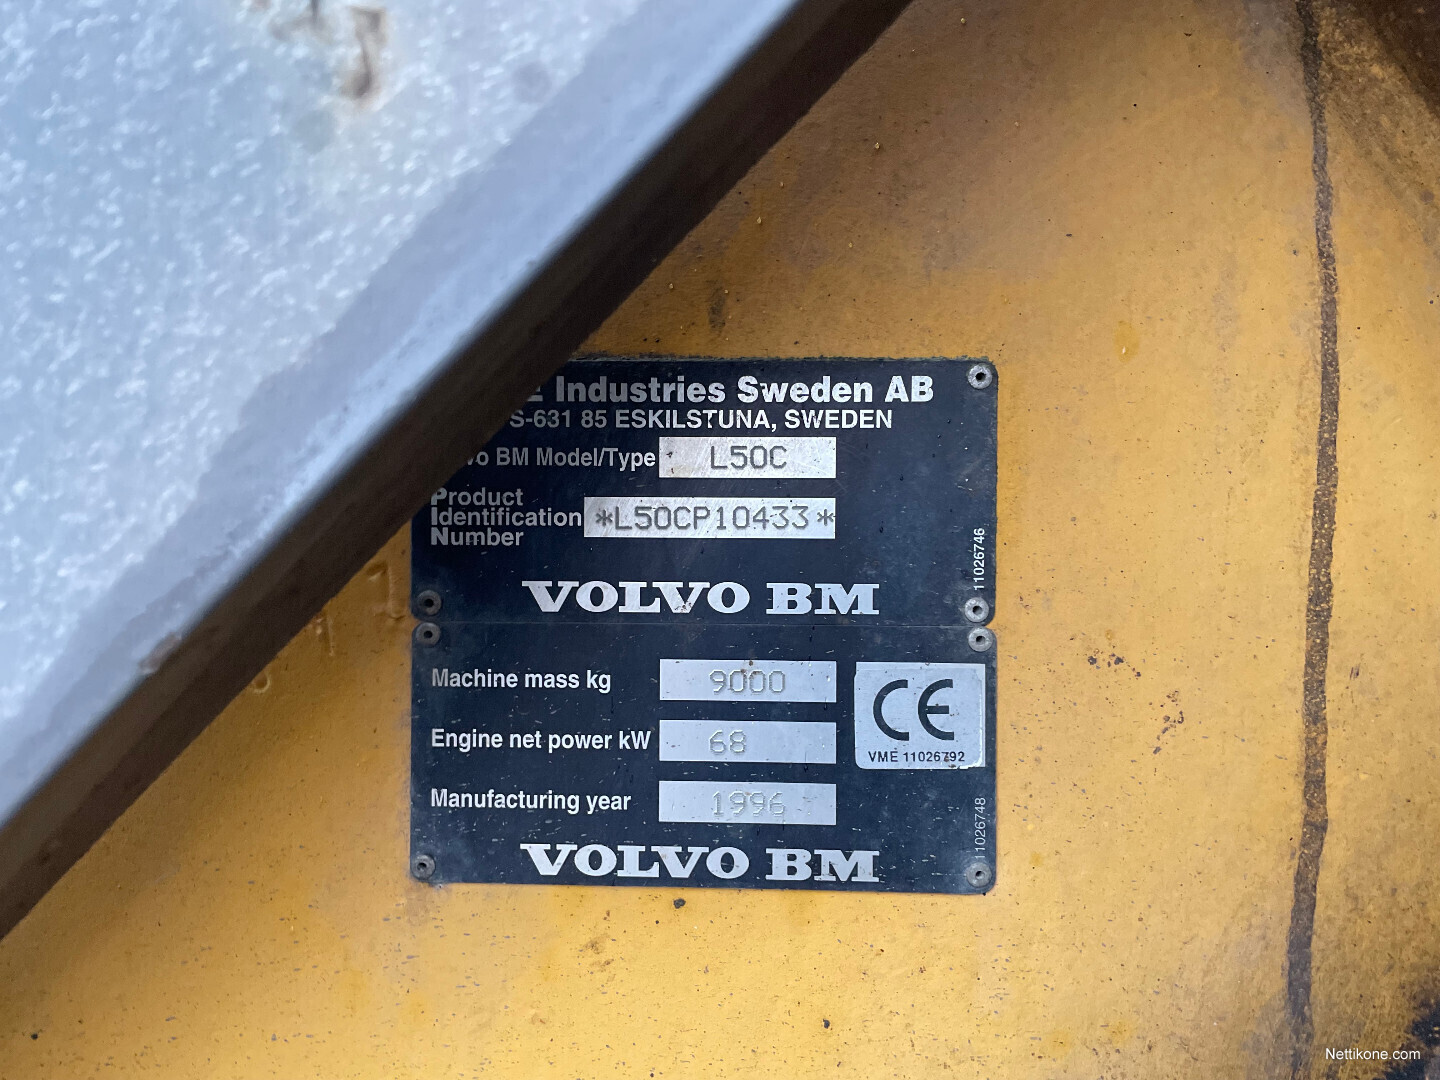 Industries Sweden AB
S-631 85 ESKILSTUNA, SWEDEN
BM Model/Type L50C
Product
Identification
Number
*L50CP10433*
11026746
VOLVO BM
Machine mass kg 9000
Engine net power kW 68
CE
VME 11026792
Manufacturing year 1996
11026748
VOLVO BM
Nettikone.com